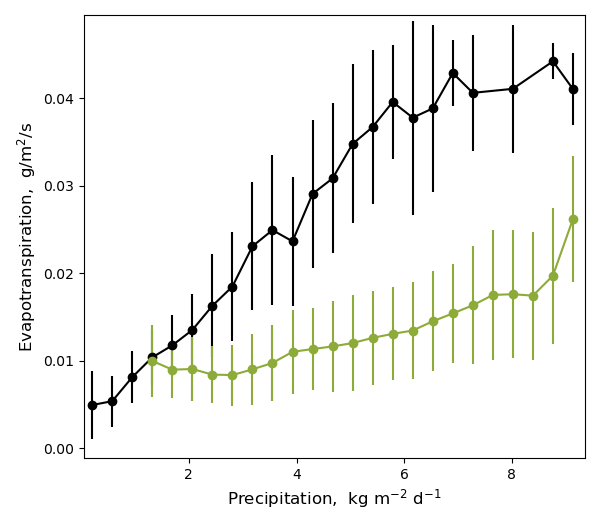 0.04
0.03
0.02
0.01
0.00
Evapotranspiration, g/m²/s
2 4 6 8
Precipitation, kg m⁻² d⁻¹